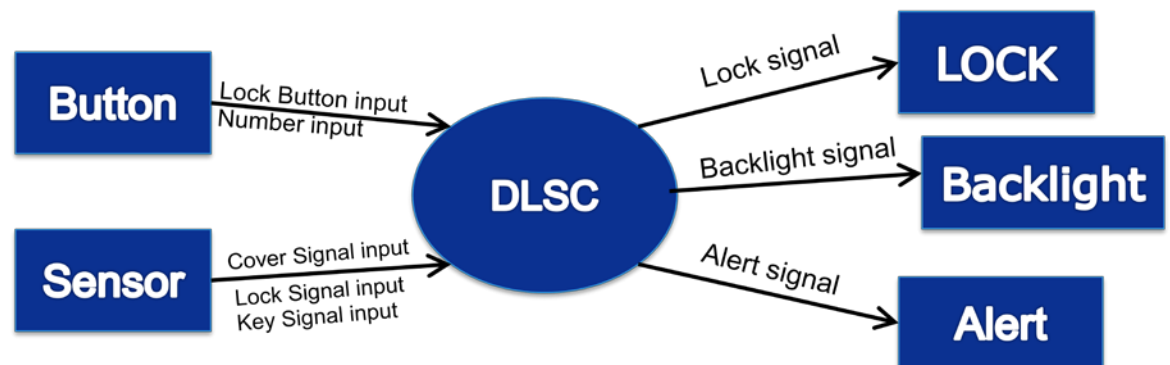 Button
Lock Button input
Number input
Sensor
Cover Signal input
Lock Signal input
Key Signal input
DLSC
Lock signal
LOCK
Backlight signal
Backlight
Alert signal
Alert